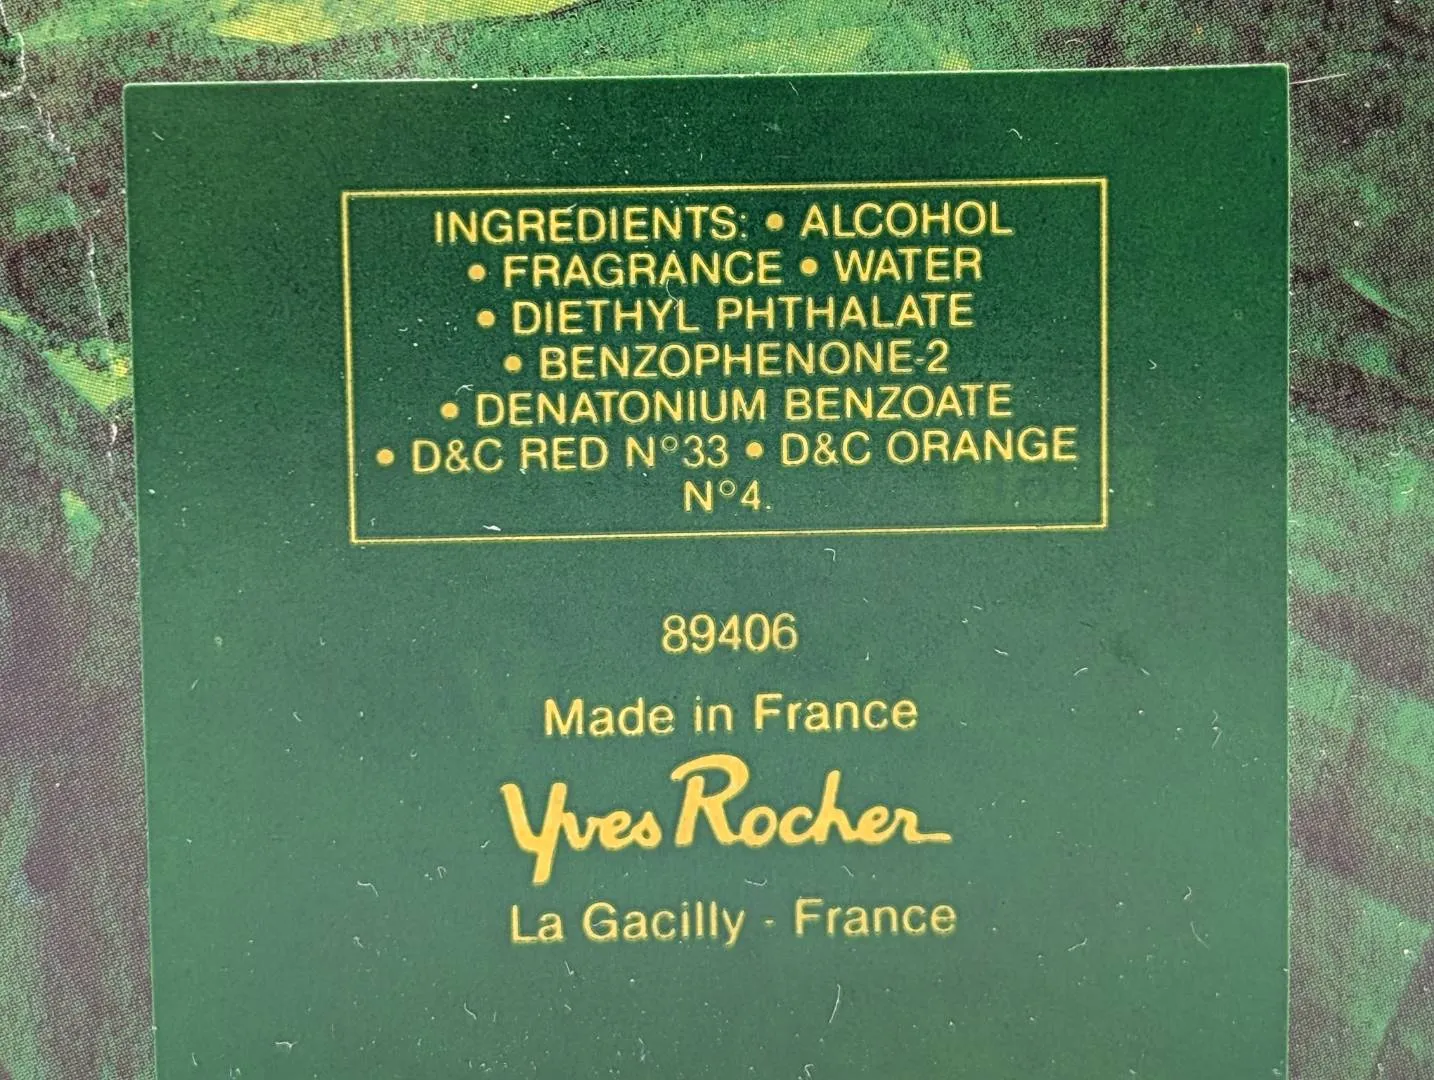 INGREDIENTS: • ALCOHOL
• FRAGRANCE • WATER
• DIETHYL PHTHALATE
• BENZOPHENONE-2
• DENATONIUM BENZOATE
• D&C RED N°33 • D&C ORANGE
N°4.
89406
Made in France
Yves Rocher
La Gacilly - France